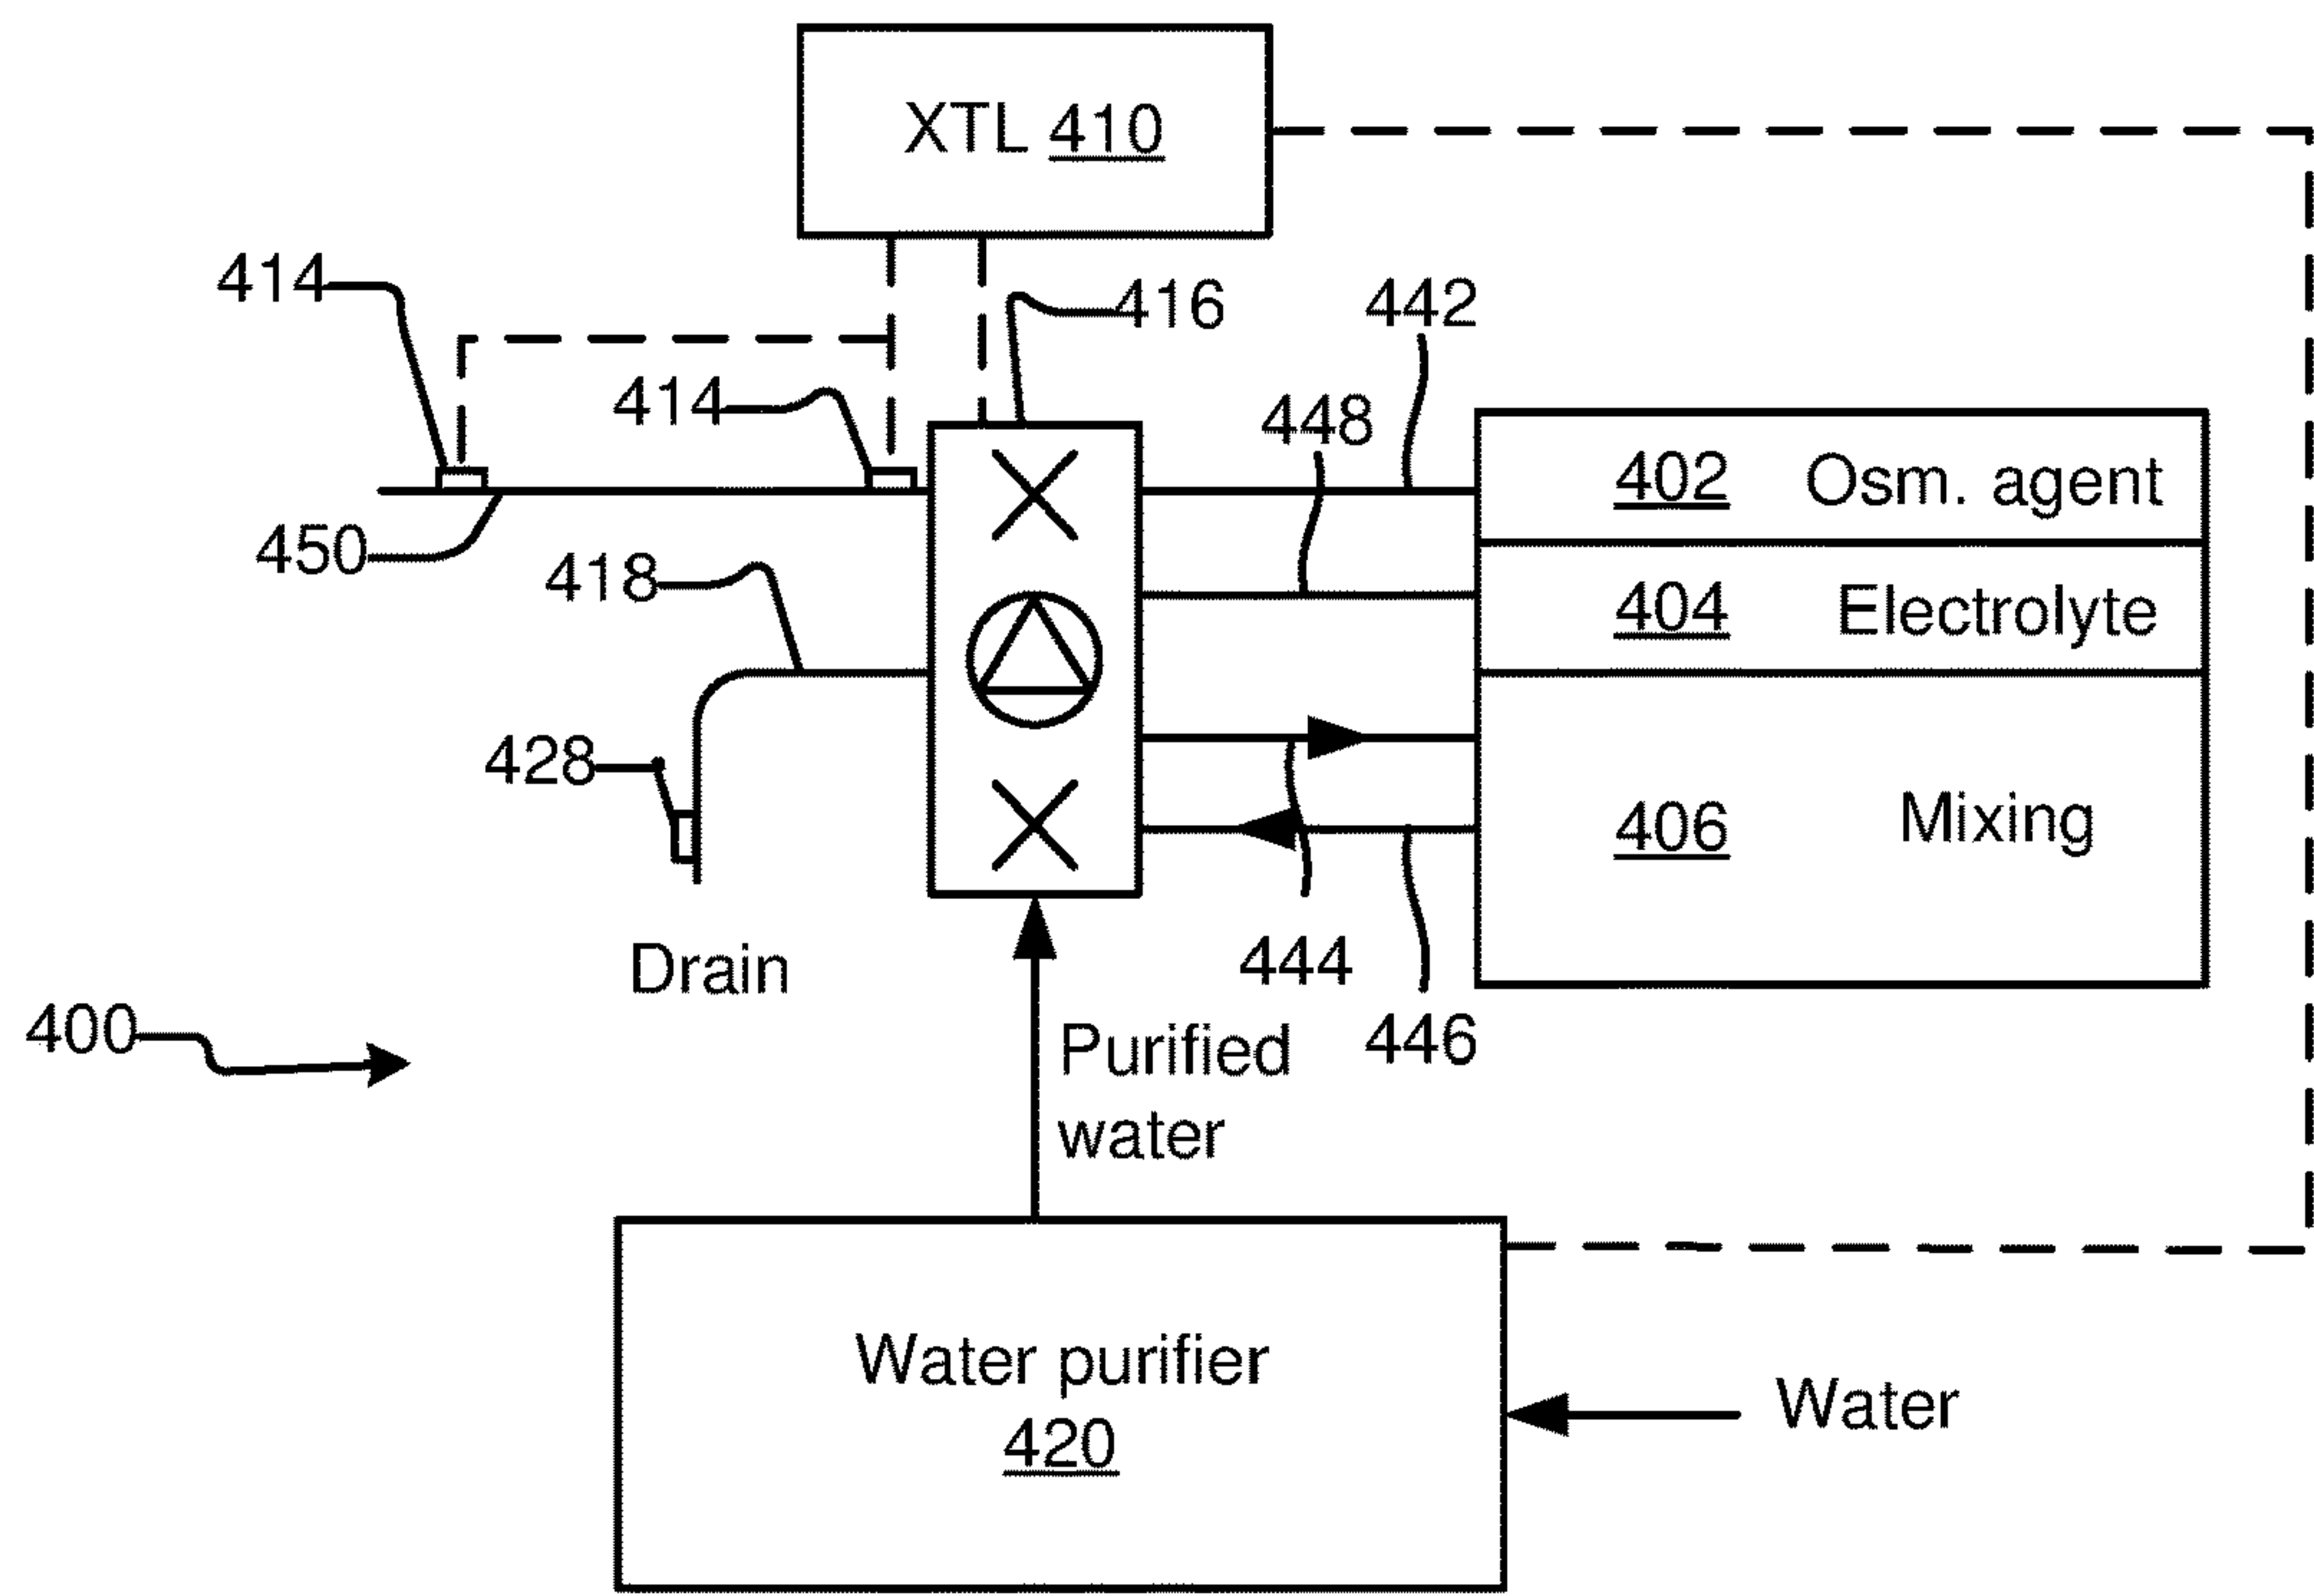 XTL 410
414
416
442
414
448
402 Osm. agent
450
418
404 Electrolyte
428
406 Mixing
Drain
444
400
446
Purified
water
Water purifier
420
Water